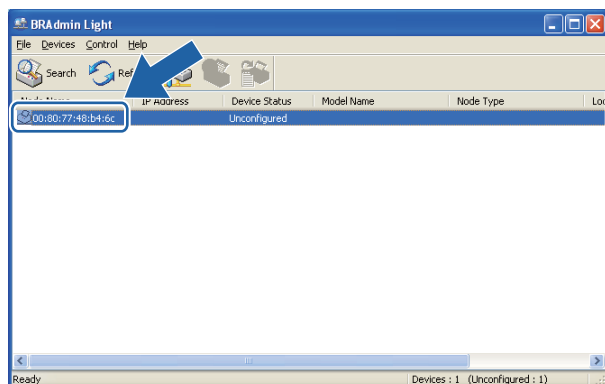 BRAdmin Light
File Devices Control Help
Search
IP Address Device Status Model Name Node Type
00:80:77:48:b4:6c Unconfigured
Ready Devices : 1 (Unconfigured : 1)